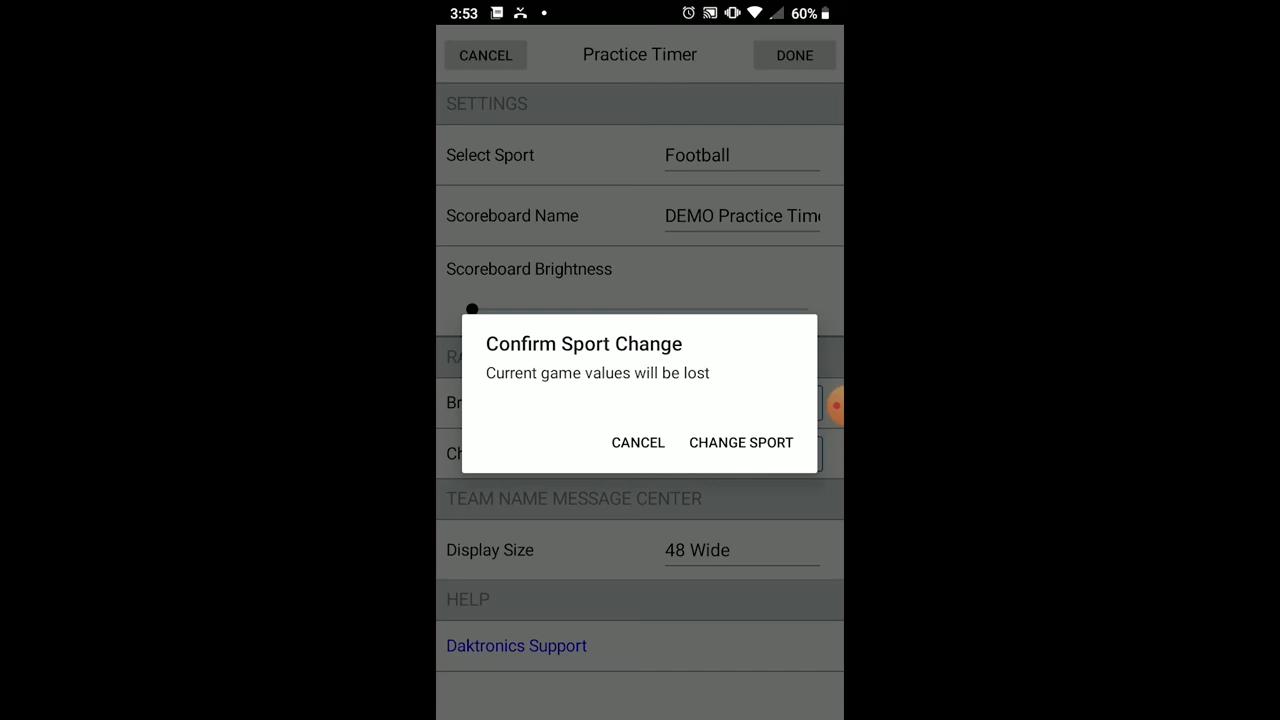 3:53
60%
CANCEL
Practice Timer
DONE
SETTINGS
Select Sport
Football
Scoreboard Name
DEMO Practice Tim
Scoreboard Brightness
Confirm Sport Change
Current game values will be lost
CANCEL
CHANGE SPORT
TEAM NAME MESSAGE CENTER
Display Size
48 Wide
HELP
Daktronics Support